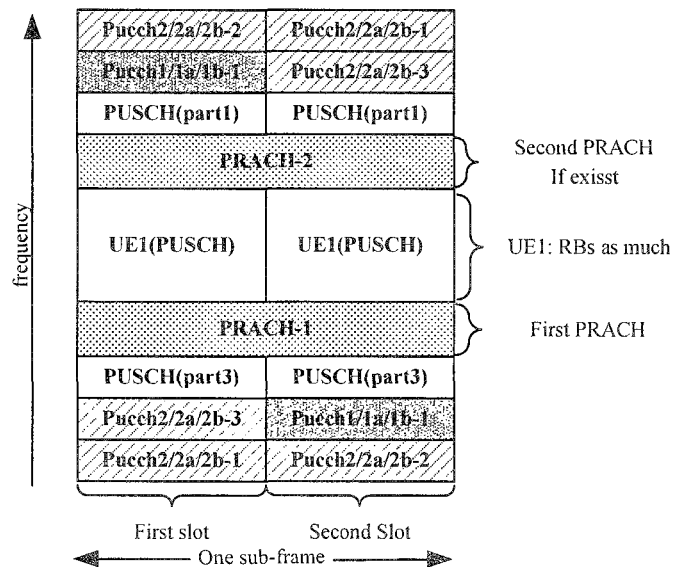 Pucch2/2a/2b-2 Pucch2/2a/2b-1
Pucch1/1a/1b-1 Pucch2/2a/2b-3
PUSCH(part1) PUSCH(part1)
PRACH-2
Second PRACH
If exisst
frequency
UE1(PUSCH) UE1(PUSCH)
UE1: RBs as much
PRACH-1
First PRACH
PUSCH(part3) PUSCH(part3)
Pucch2/2a/2b-3 Pucch1/1a/1b-1
Pucch2/2a/2b-1 Pucch2/2a/2b-2
First slot Second Slot
One sub-frame